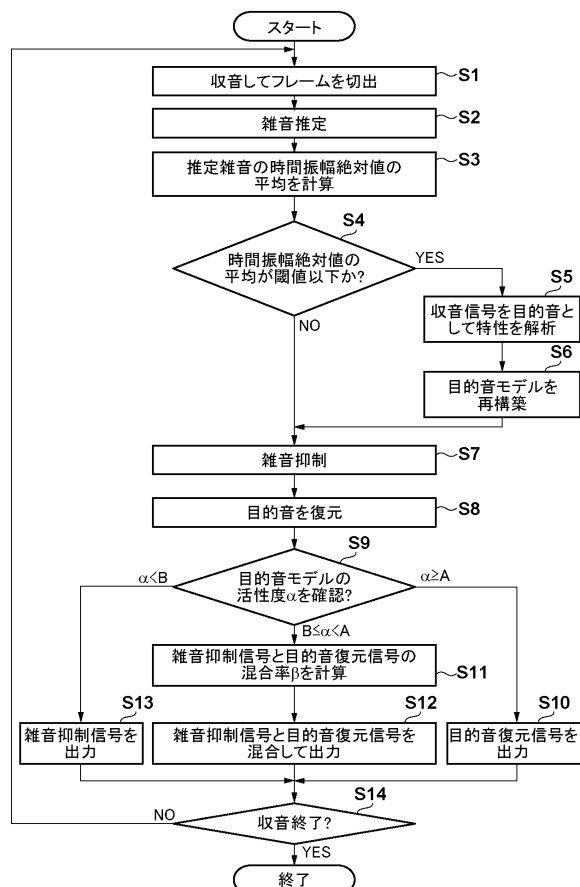 スタート
S1
収音してフレームを切出
S2
雑音推定
S3
推定雑音の時間振幅絶対値の
平均を計算
S4
時間振幅絶対値の
平均が閾値以下か?
YES
NO
S5
収音信号を目的音と
して特性を解析
S6
目的音モデルを
再構築
S7
雑音抑制
S8
目的音を復元
S9
目的音モデルの
活性度αを確認?
α<B
α≥A
B≤α<A
雑音抑制信号と目的音復元信号の
混合率βを計算
S11
S13
雑音抑制信号を
出力
S12
雑音抑制信号と目的音復元信号を
混合して出力
S10
目的音復元信号を
出力
S14
収音終了?
NO
YES
終了